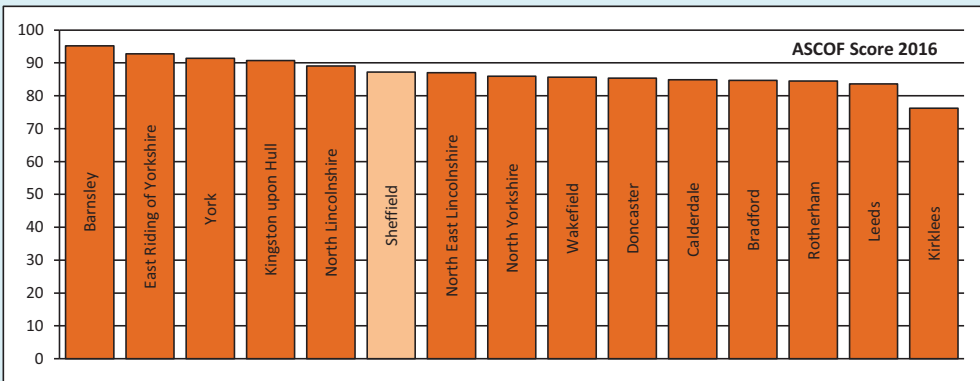 ASCOF Score 2016
100
90
80
70
60
50
40
30
20
10
0
Barnsley
East Riding of Yorkshire
York
Kingston upon Hull
North Lincolnshire
Sheffield
North East Lincolnshire
North Yorkshire
Wakefield
Doncaster
Calderdale
Bradford
Rotherham
Leeds
Kirklees